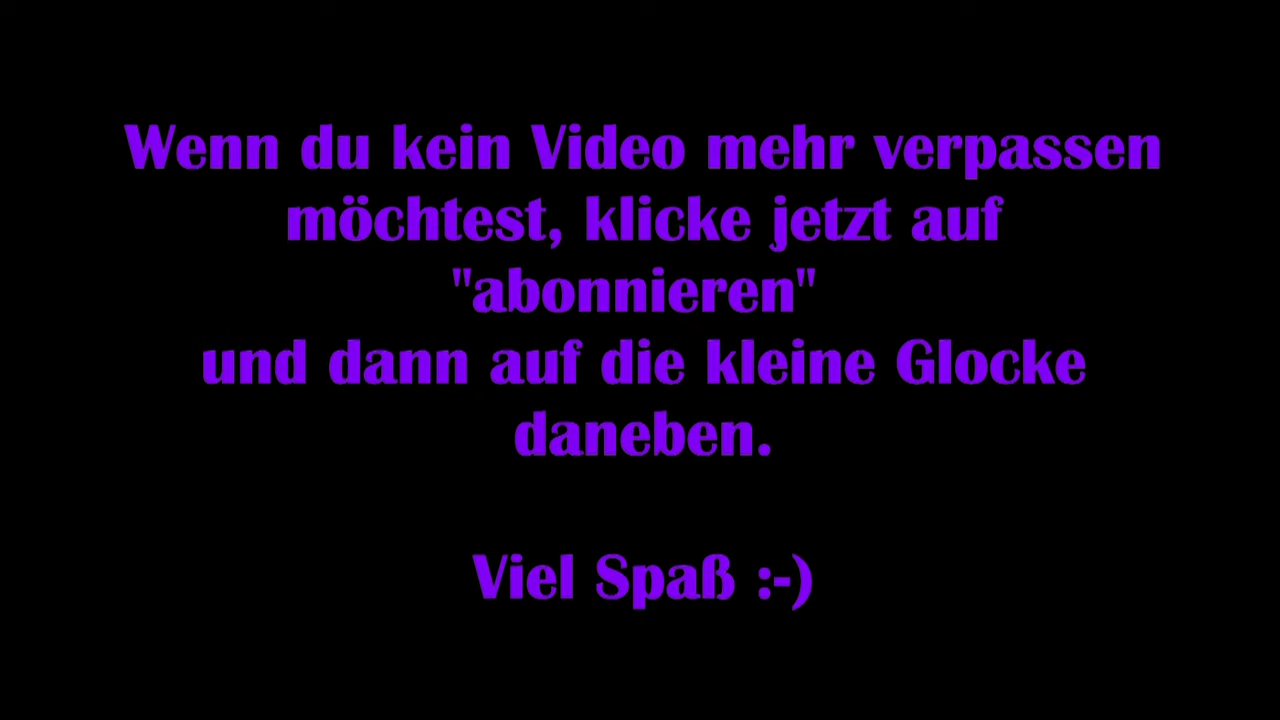 Wenn du kein Video mehr verpassen
möchtest, klicke jetzt auf
"abonnieren"
und dann auf die kleine Glocke
daneben.
Viel Spaß :-)